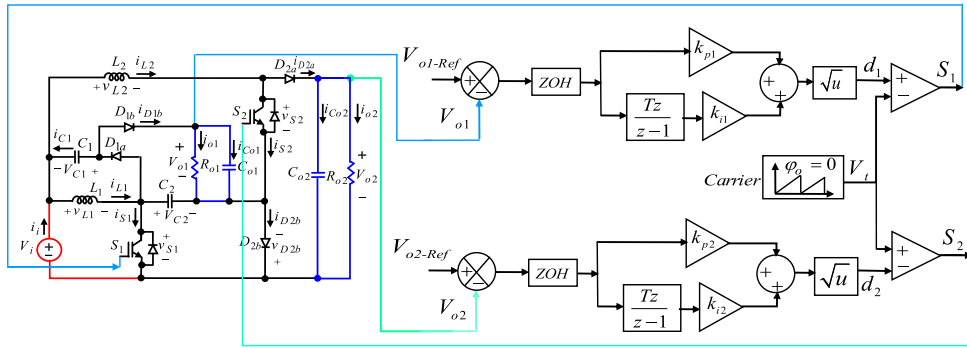 L2 iL2
+ vL2 −
D2a iD2a
D1b iD1b
S2 + vS2 −
iS2
iCo2 io2
iC1 C1 D1a
− VC1 +
io1 iCo1
+ Vo1 − Ro1 Co1
Co2 Ro2 + Vo2 −
L1 iL1
+ vL1 −
iS1 C2
+ VC2 −
iD2b
ii
Vi
S1 + vS1 −
D2b − vD2b +
Vo1-Ref
+ −
Vo1
ZOH
kp1
Tz
z−1
ki1
+ +
√u
d1
+ −
S1
Carrier
φo = 0
Vt
Vo2-Ref
+ −
Vo2
ZOH
kp2
Tz
z−1
ki2
+ +
√u
d2
+ −
S2